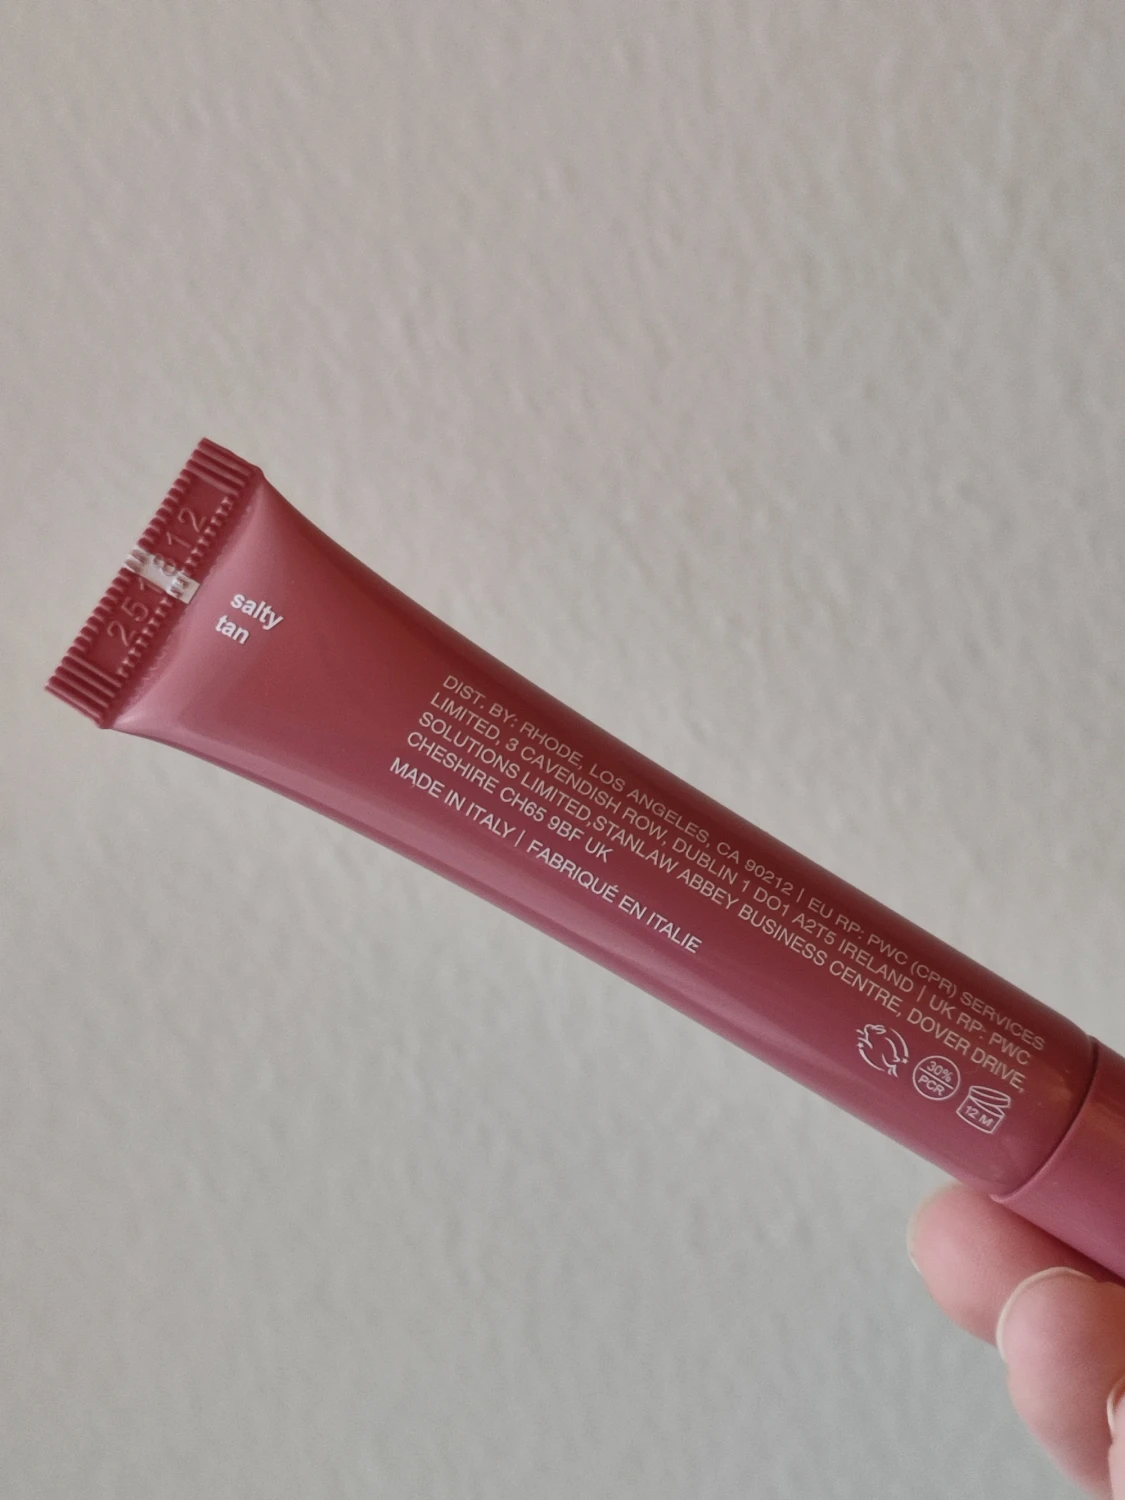 salty
tan
DIST. BY: RHODE, LOS ANGELES, CA 90212 | EU RP: PWC (CPR) SERVICES
LIMITED, 3 CAVENDISH ROW, DUBLIN 1 DO1 A2T5 IRELAND | UK RP: PWC
SOLUTIONS LIMITED,STANLAW ABBEY BUSINESS CENTRE, DOVER DRIVE,
CHESHIRE CH65 9BF UK
MADE IN ITALY | FABRIQUÉ EN ITALIE
30%
PCR
12 M